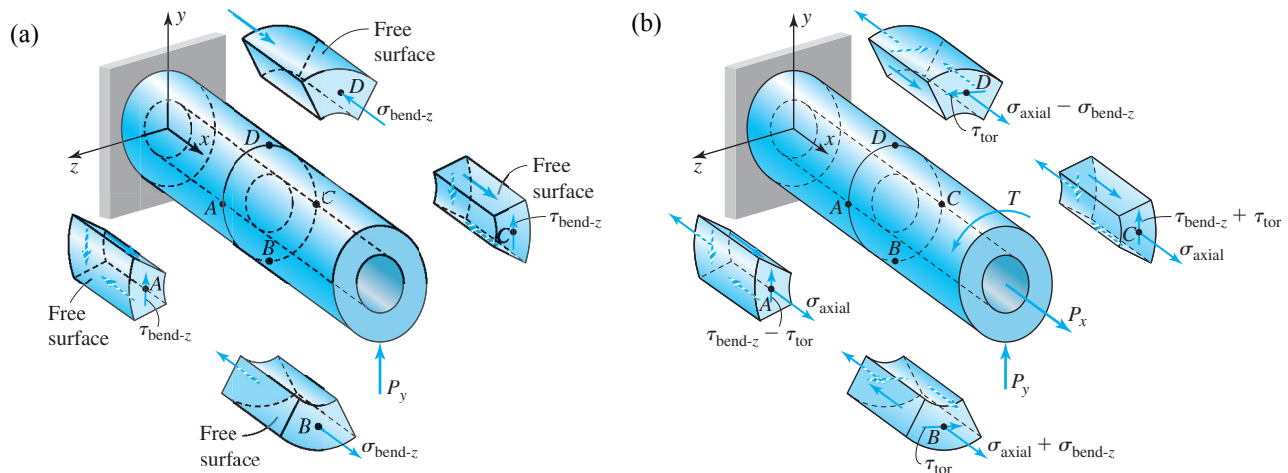 (a)
y
Free
surface
D
σbend-z
z
x
D
A
C
B
Free
surface
C
τbend-z
A
Free
surface
τbend-z
Py
Free
surface
B
σbend-z
(b)
y
D
σaxial − σbend-z
τtor
z
x
D
A
C
B
T
C
τbend-z + τtor
σaxial
A
σaxial
τbend-z − τtor
Px
Py
B
σaxial + σbend-z
τtor